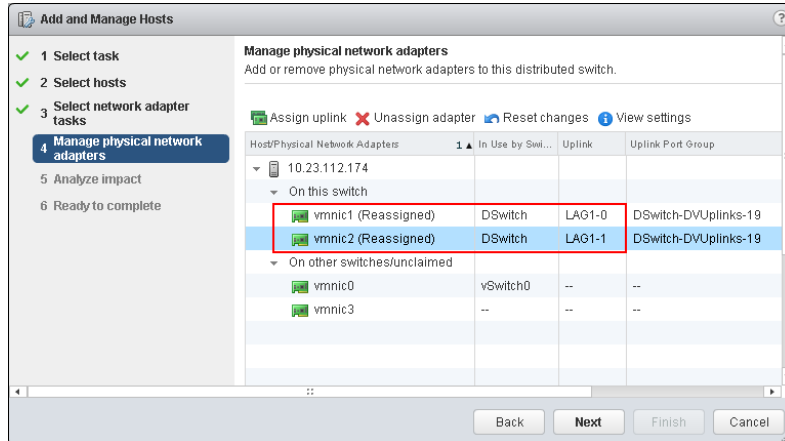 Add and Manage Hosts
?
1 Select task
2 Select hosts
3 Select network adapter
tasks
4 Manage physical network
adapters
5 Analyze impact
6 Ready to complete
Manage physical network adapters
Add or remove physical network adapters to this distributed switch.
Assign uplink Unassign adapter Reset changes View settings
Host/Physical Network Adapters 1 ▲ In Use by Swi... Uplink Uplink Port Group
10.23.112.174
On this switch
vmnic1 (Reassigned) DSwitch LAG1-0 DSwitch-DVUplinks-19
vmnic2 (Reassigned) DSwitch LAG1-1 DSwitch-DVUplinks-19
On other switches/unclaimed
vmnic0 vSwitch0 -- --
vmnic3 -- -- --
Back Next Finish Cancel